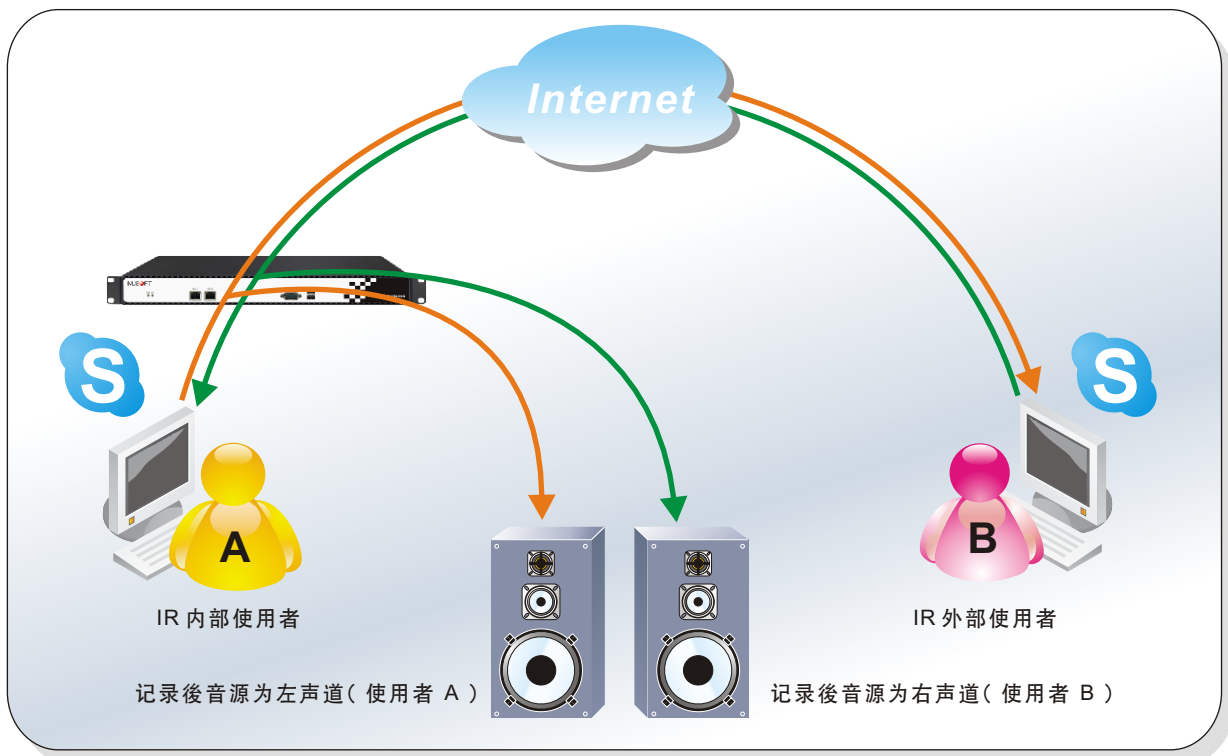 Internet
NUSOFT
S
S
A
B
IR 内部使用者
IR 外部使用者
记录後音源为左声道( 使用者 A )
记录後音源为右声道( 使用者 B )